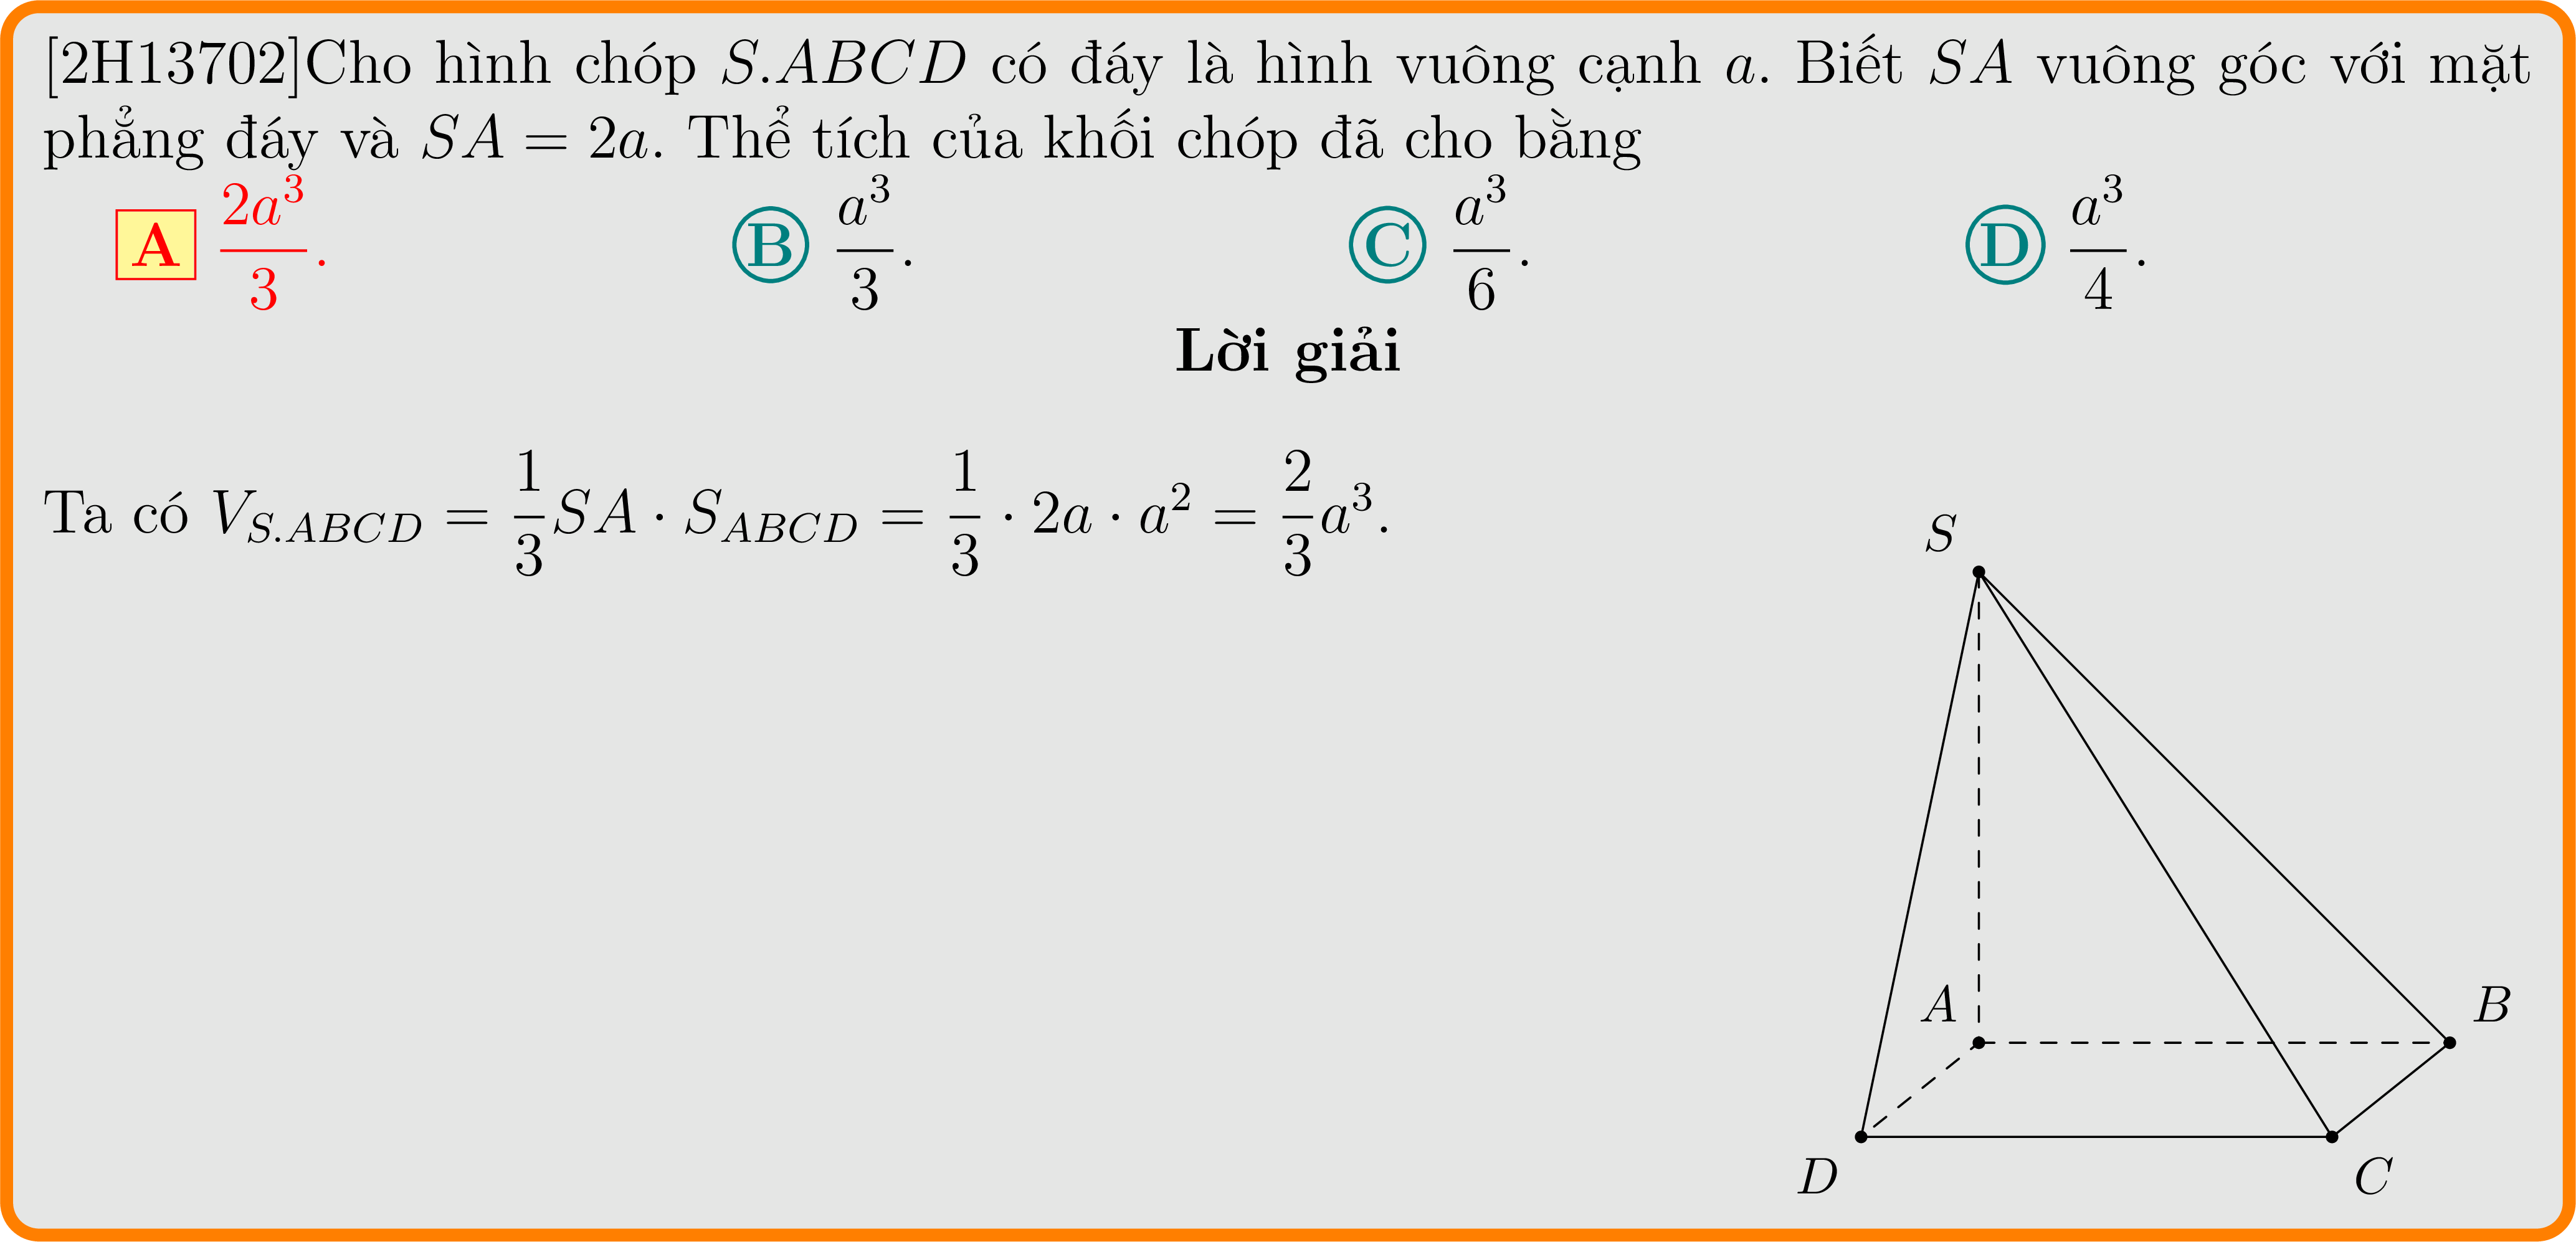 [2H13702]Cho hình chóp S.ABCD có đáy là hình vuông cạnh a. Biết SA vuông góc với mặt
phẳng đáy và SA = 2a. Thể tích của khối chóp đã cho bằng
A \frac{2a^3}{3}. B \frac{a^3}{3}. C \frac{a^3}{6}. D \frac{a^3}{4}.
Lời giải
Ta có V_{S.ABCD} = \frac{1}{3}SA · S_{ABCD} = \frac{1}{3} · 2a · a^2 = \frac{2}{3}a^3.
S
A B
D C